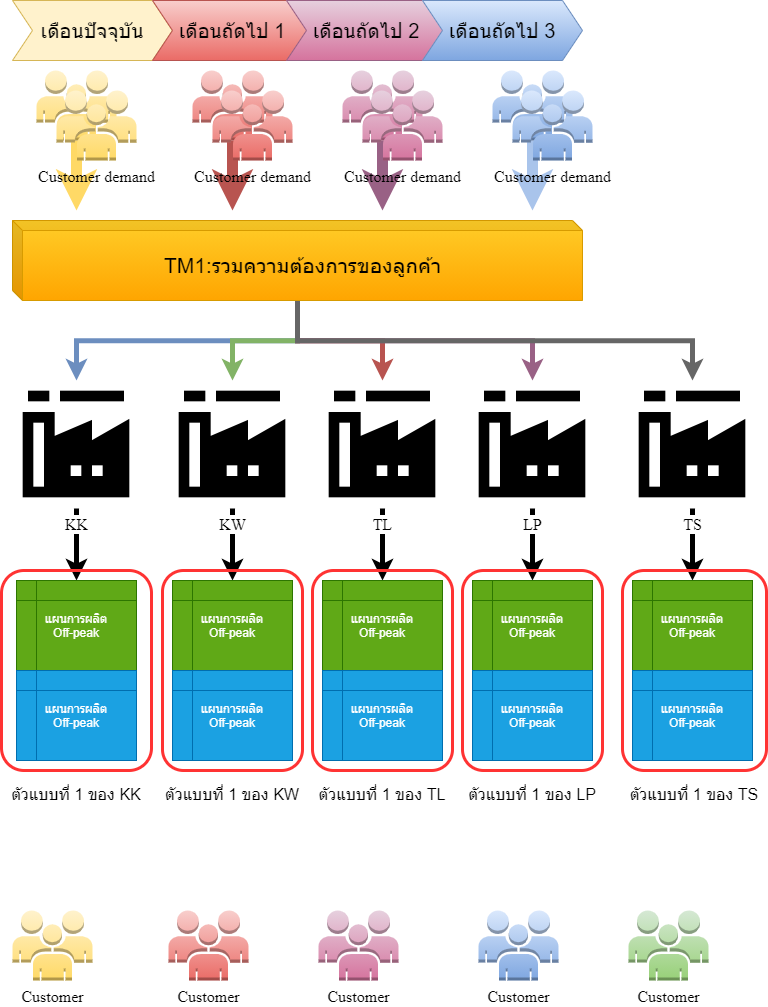 เดือนปัจจุบัน เดือนถัดไป 1 เดือนถัดไป 2 เดือนถัดไป 3
Customer demand Customer demand Customer demand Customer demand
TM1:รวมความต้องการของลูกค้า
KK KW TL LP TS
แผนการผลิต แผนการผลิต แผนการผลิต แผนการผลิต แผนการผลิต
Off-peak Off-peak Off-peak Off-peak Off-peak
แผนการผลิต แผนการผลิต แผนการผลิต แผนการผลิต แผนการผลิต
Off-peak Off-peak Off-peak Off-peak Off-peak
ตัวแบบที่ 1 ของ KK ตัวแบบที่ 1 ของ KW ตัวแบบที่ 1 ของ TL ตัวแบบที่ 1 ของ LP ตัวแบบที่ 1 ของ TS
Customer Customer Customer Customer Customer